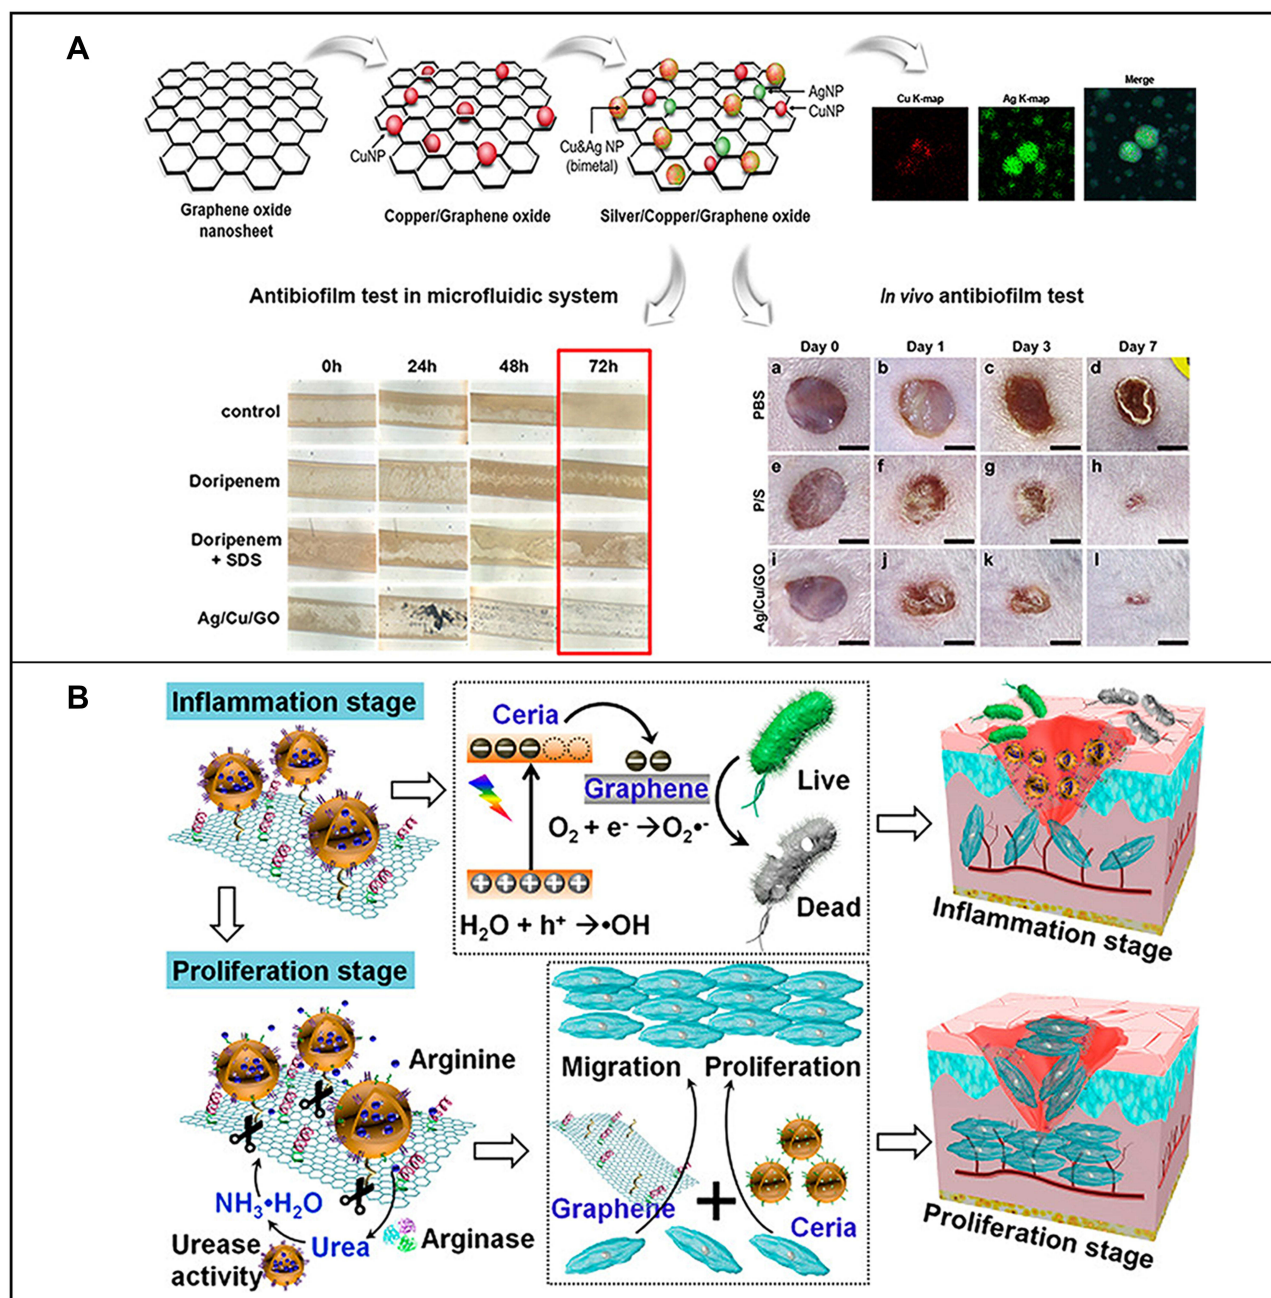 A
AgNP
CuNP
Cu&Ag NP
(bimetal)
CuNP
Graphene oxide
nanosheet
Copper/Graphene oxide
Silver/Copper/Graphene oxide
Cu K-map
Ag K-map
Merge
Antibiofilm test in microfluidic system
In vivo antibiofilm test
0h 24h 48h 72h
control
Doripenem
Doripenem
+ SDS
Ag/Cu/GO
Day 0 Day 1 Day 3 Day 7
PBS
a b c d
P/S
e f g h
Ag/Cu/GO
i j k l
B
Inflammation stage
Ceria
Graphene
O₂ + e⁻ →O₂•⁻
H₂O + h⁺ →•OH
Live
Dead
Inflammation stage
Proliferation stage
Arginine
NH₃•H₂O
Urea
Arginase
Urease
activity
Migration
Proliferation
Graphene
+
Ceria
Proliferation stage